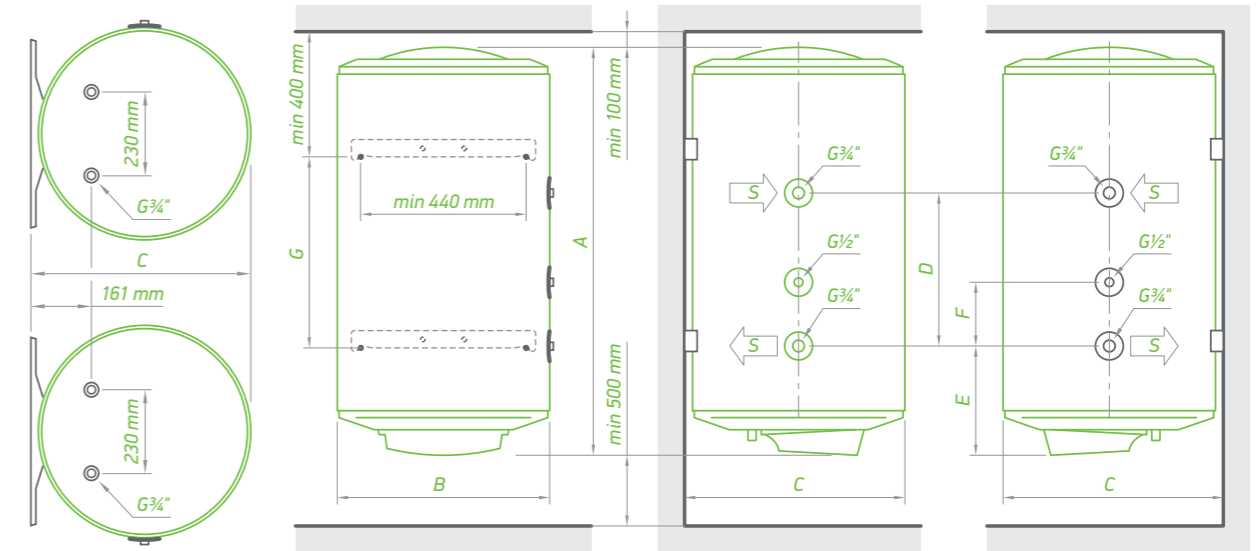 230 mm
G¾"
C
161 mm
230 mm
G¾"
min 400 mm
G
min 440 mm
B
A
min 100 mm
min 500 mm
G¾"
S
G½"
G¾"
S
D
C
G¾"
S
G½"
F
G¾"
S
E
C